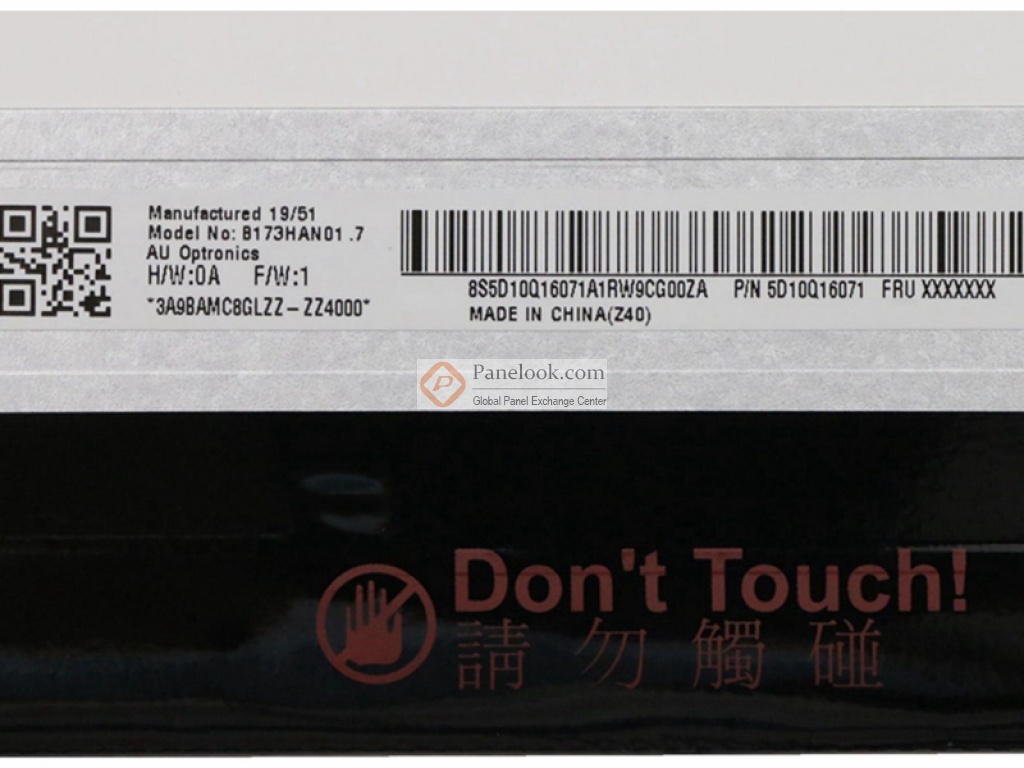 Manufactured 19/51
Model No: B173HAN01 .7
AU Optronics
H/W:0A F/W:1
*3A9BAMC8GLZZ-ZZ4000*
8S5D10Q16071A1RW9CG00ZA P/N 5D10Q16071 FRU XXXXXXX
MADE IN CHINA(Z40)
P Panelook.com
Global Panel Exchange Center
Don't Touch!
請勿觸碰